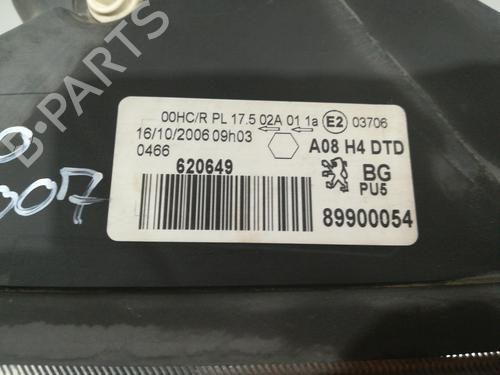 B-PARTS
00HC/R PL 17.5 02A 01 1a E2 03706
16/10/2006 09h03
0466
A08 H4 DTD
620649
BG
PU5
89900054
007